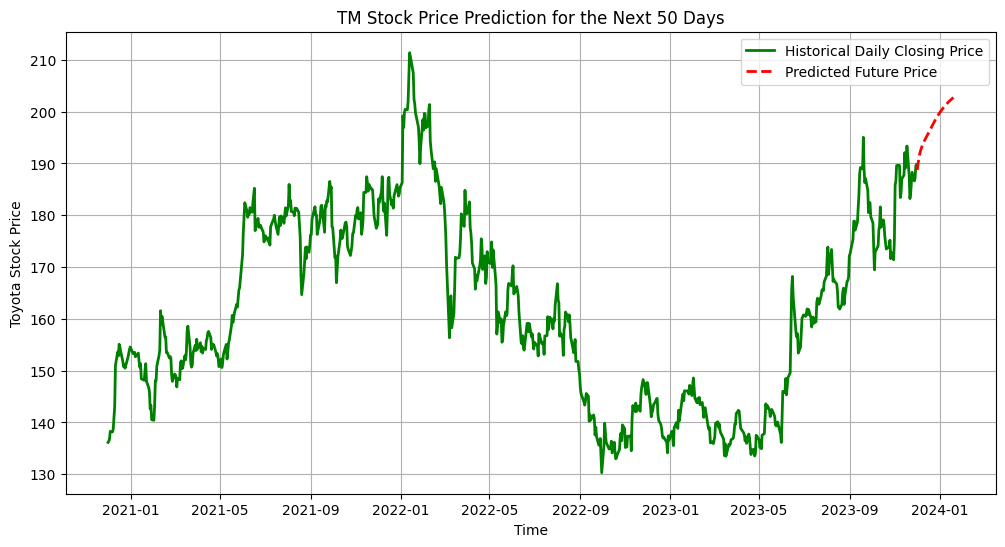 TM Stock Price Prediction for the Next 50 Days
Historical Daily Closing Price
Predicted Future Price
Toyota Stock Price
210
200
190
180
170
160
150
140
130
2021-01 2021-05 2021-09 2022-01 2022-05 2022-09 2023-01 2023-05 2023-09 2024-01
Time